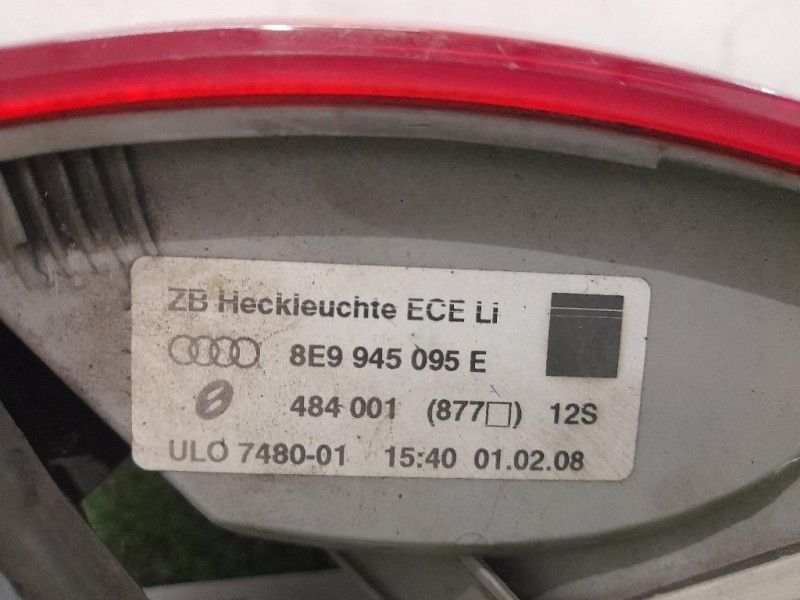 ZB Heckleuchte ECE Li
8E9 945 095 E
484 001 (877□) 12S
ULO 7480-01 15:40 01.02.08